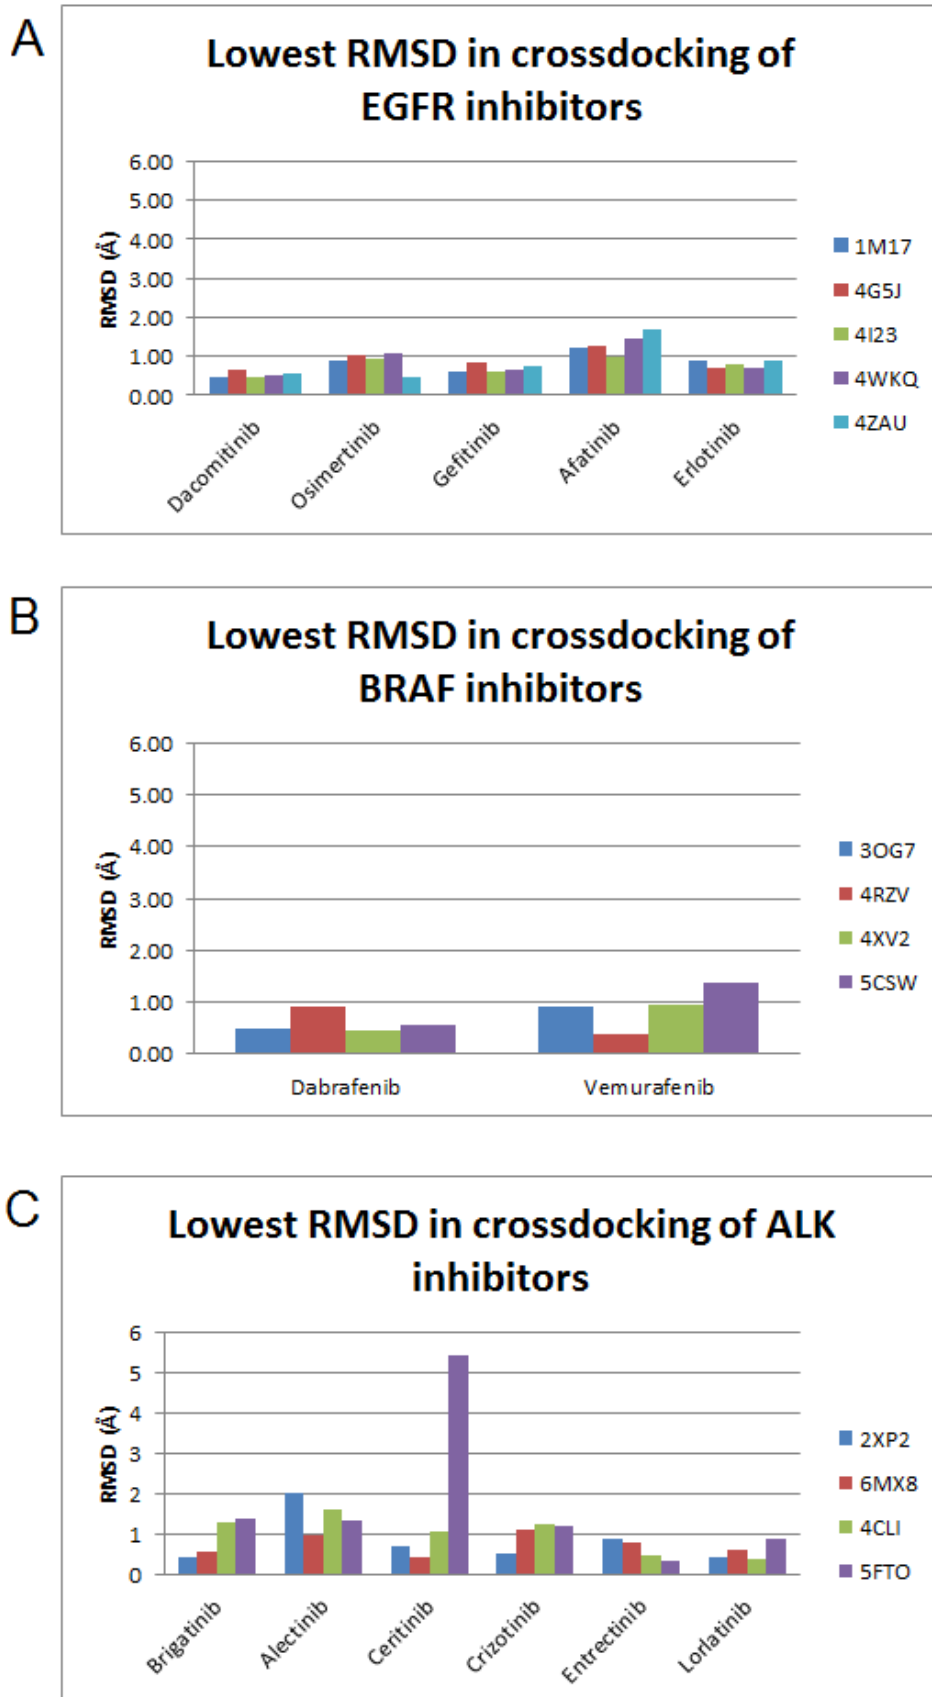 A
Lowest RMSD in crossdocking of
EGFR inhibitors
6.00
5.00
4.00
3.00
2.00
1.00
0.00
RMSD (Å)
Dacomitinib
Osimertinib
Gefitinib
Afatinib
Erlotinib
1M17
4G5J
4I23
4WKQ
4ZAU
B
Lowest RMSD in crossdocking of
BRAF inhibitors
6.00
5.00
4.00
3.00
2.00
1.00
0.00
RMSD (Å)
Dabrafenib
Vemurafenib
3OG7
4RZV
4XV2
5CSW
C
Lowest RMSD in crossdocking of ALK
inhibitors
6
5
4
3
2
1
0
RMSD (Å)
Brigatinib
Alectinib
Ceritinib
Crizotinib
Entrectinib
Lorlatinib
2XP2
6MX8
4CLI
5FTO